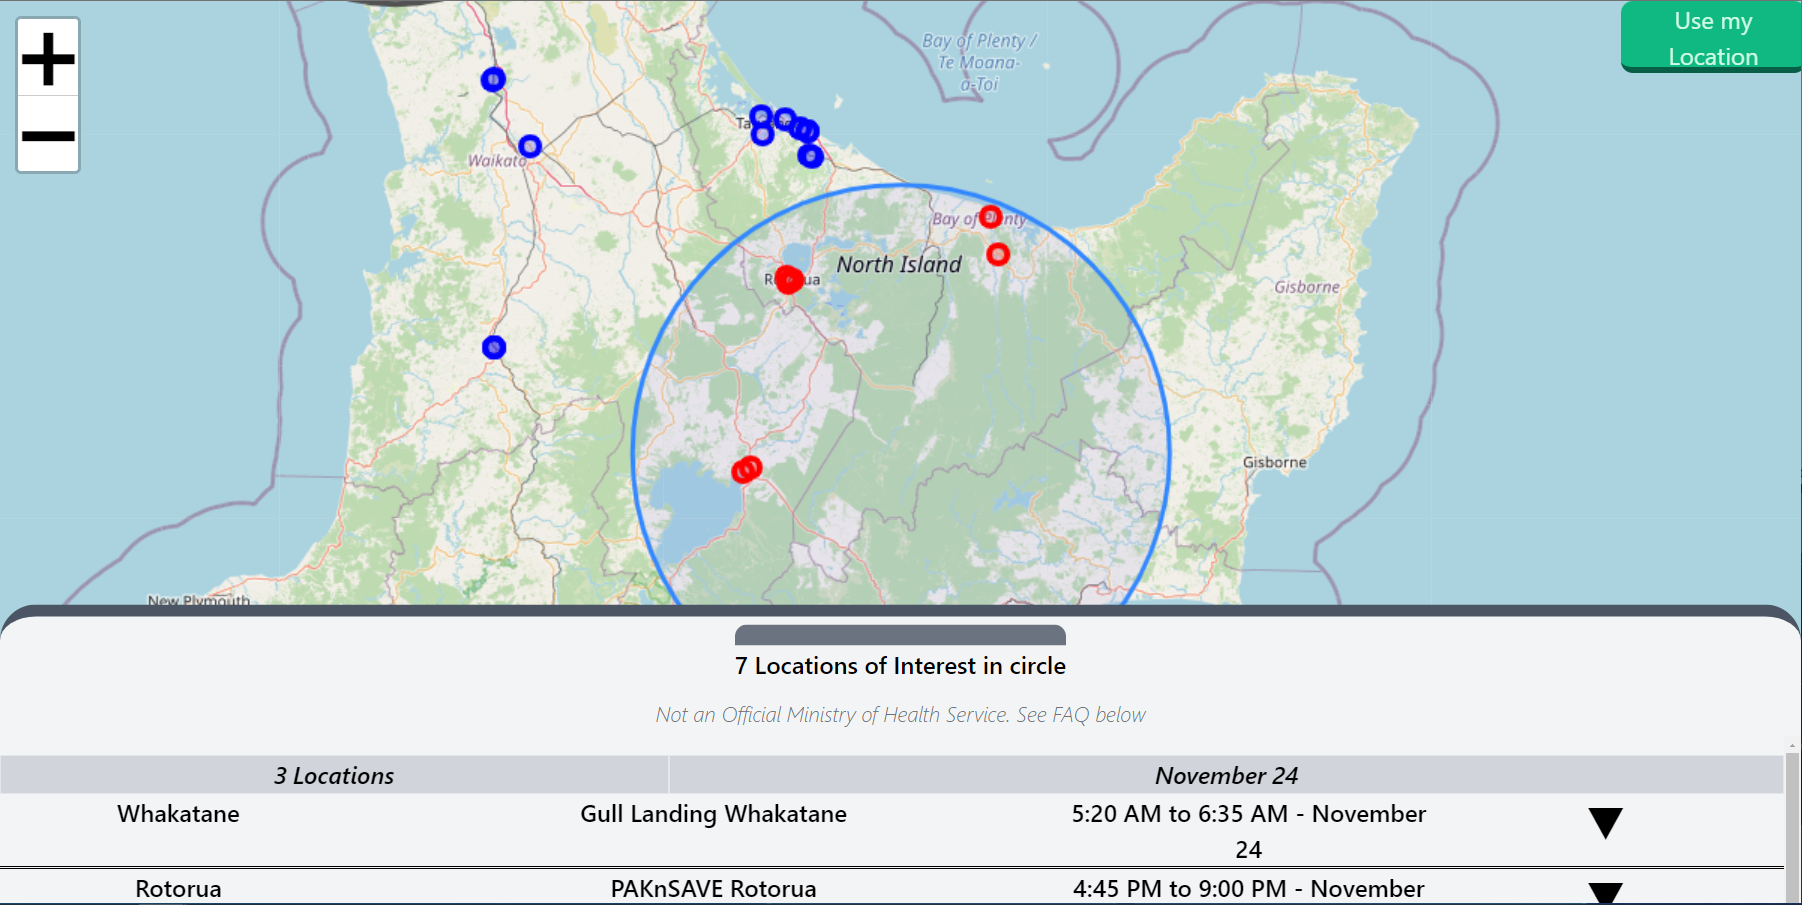 +
Use my
Location
−
Bay of Plenty /
Te Moana-
a-Toi
Waikato
Bay of Plenty
North Island
Gisborne
Gisborne
New Plymouth
7 Locations of Interest in circle
Not an Official Ministry of Health Service. See FAQ below
3 Locations November 24
Whakatane Gull Landing Whakatane 5:20 AM to 6:35 AM - November
24
Rotorua PAKnSAVE Rotorua 4:45 PM to 9:00 PM - November